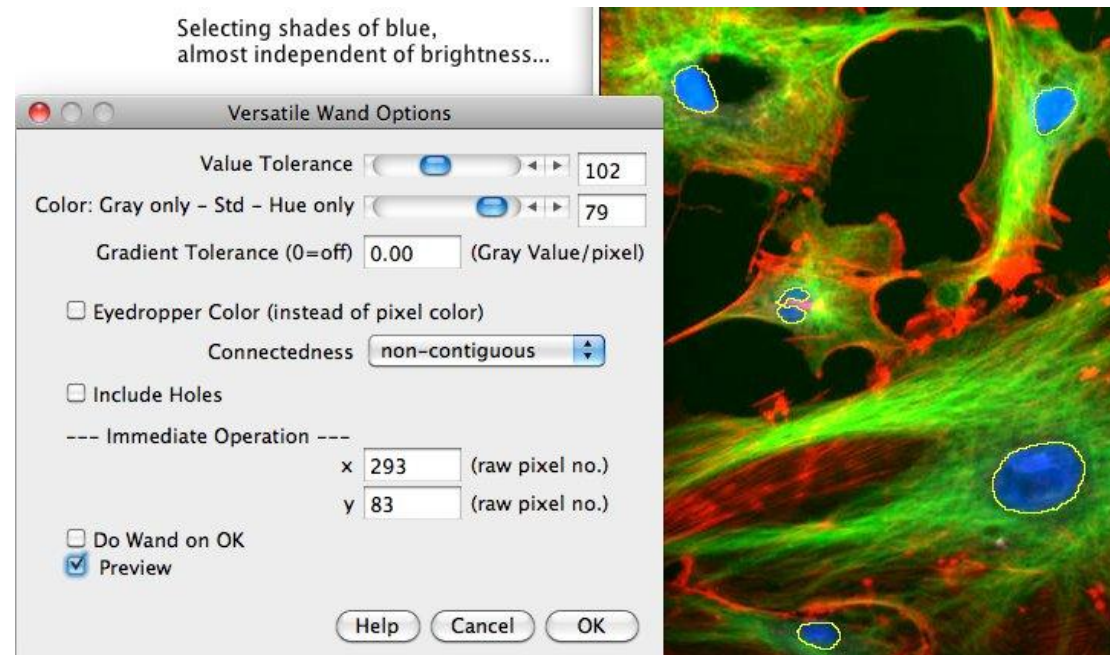 Selecting shades of blue,
almost independent of brightness...
Versatile Wand Options
Value Tolerance 102
Color: Gray only – Std – Hue only 79
Gradient Tolerance (0=off) 0.00 (Gray Value/pixel)
Eyedropper Color (instead of pixel color)
Connectedness non-contiguous
Include Holes
--- Immediate Operation ---
x 293 (raw pixel no.)
y 83 (raw pixel no.)
Do Wand on OK
Preview
Help Cancel OK